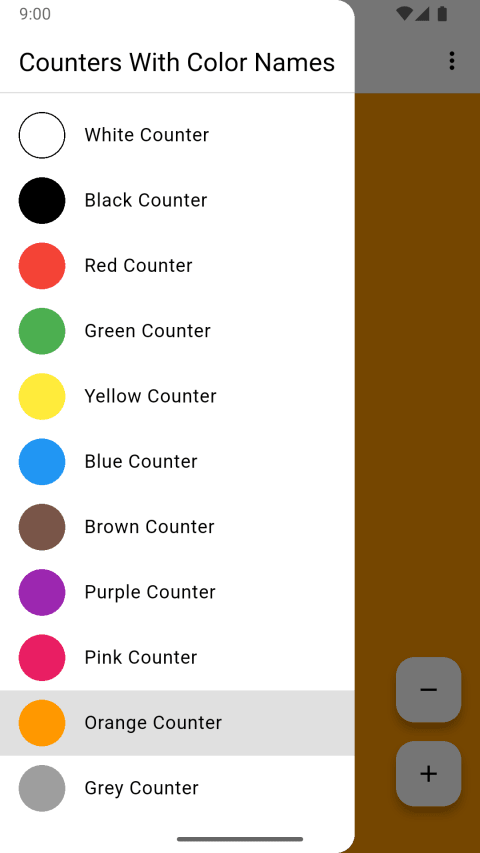 9:00
Counters With Color Names
White Counter
Black Counter
Red Counter
Green Counter
Yellow Counter
Blue Counter
Brown Counter
Purple Counter
Pink Counter
Orange Counter
Grey Counter
−
+